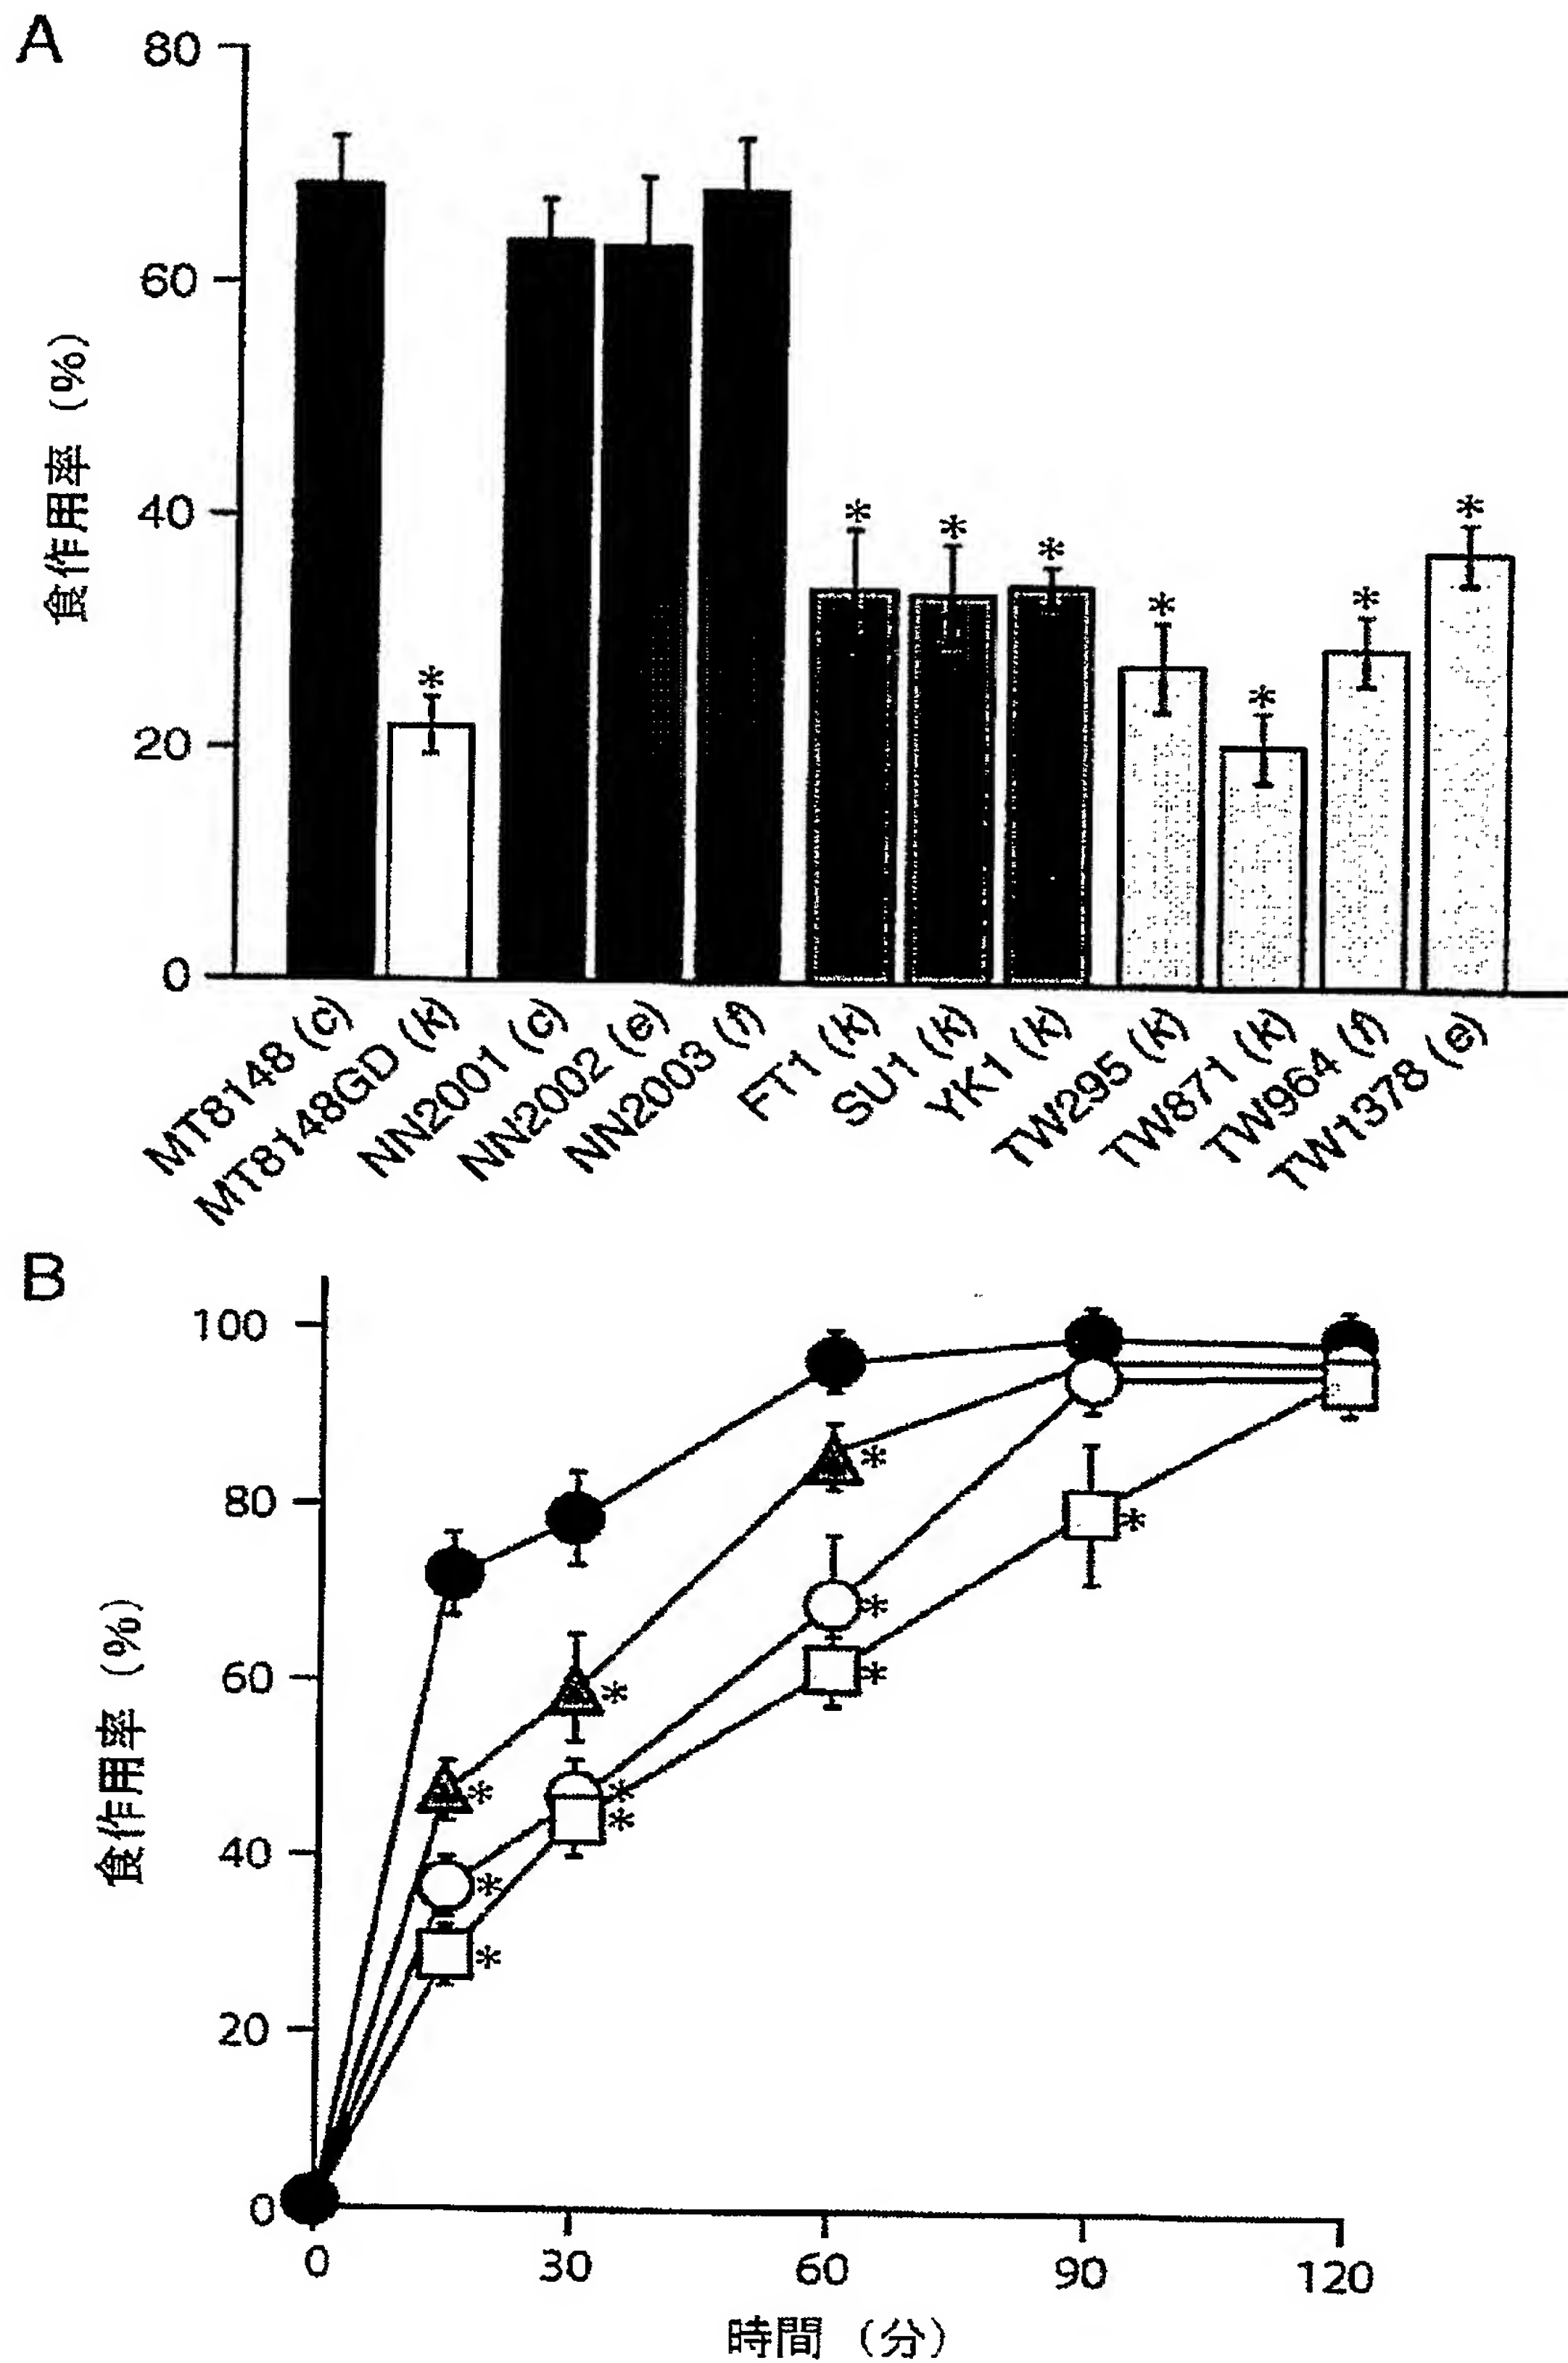 A
80
60
40
20
0
食作用率 (%)
* * * * * * * *
MT8148 (c)
MT8148GD (k)
NN2001 (c)
NN2002 (e)
NN2003 (f)
FT1 (k)
SU1 (k)
YK1 (k)
TW295 (k)
TW871 (k)
TW964 (f)
TW1378 (e)
B
100
80
60
40
20
0
食作用率 (%)
*
*
*
*
*
*
*
*
*
*
0 30 60 90 120
時間 (分)